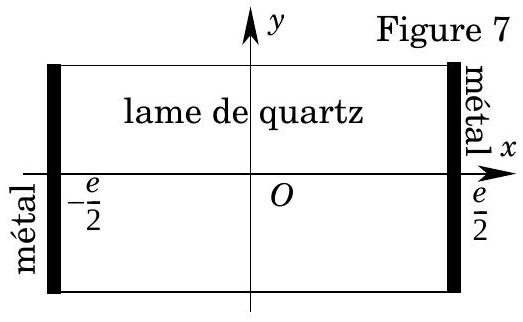 y
Figure 7
lame de quartz
métal
x
-e/2
O
e/2
métal